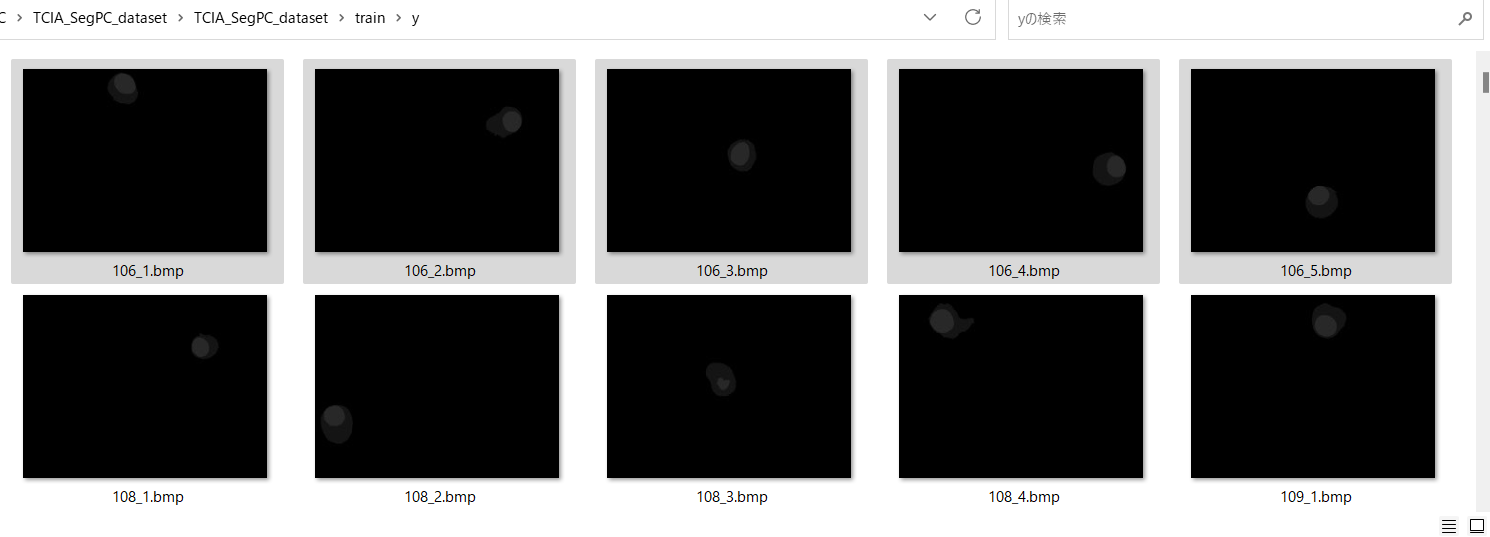 C > TCIA_SegPC_dataset > TCIA_SegPC_dataset > train > y
yの検索
106_1.bmp
106_2.bmp
106_3.bmp
106_4.bmp
106_5.bmp
108_1.bmp
108_2.bmp
108_3.bmp
108_4.bmp
109_1.bmp